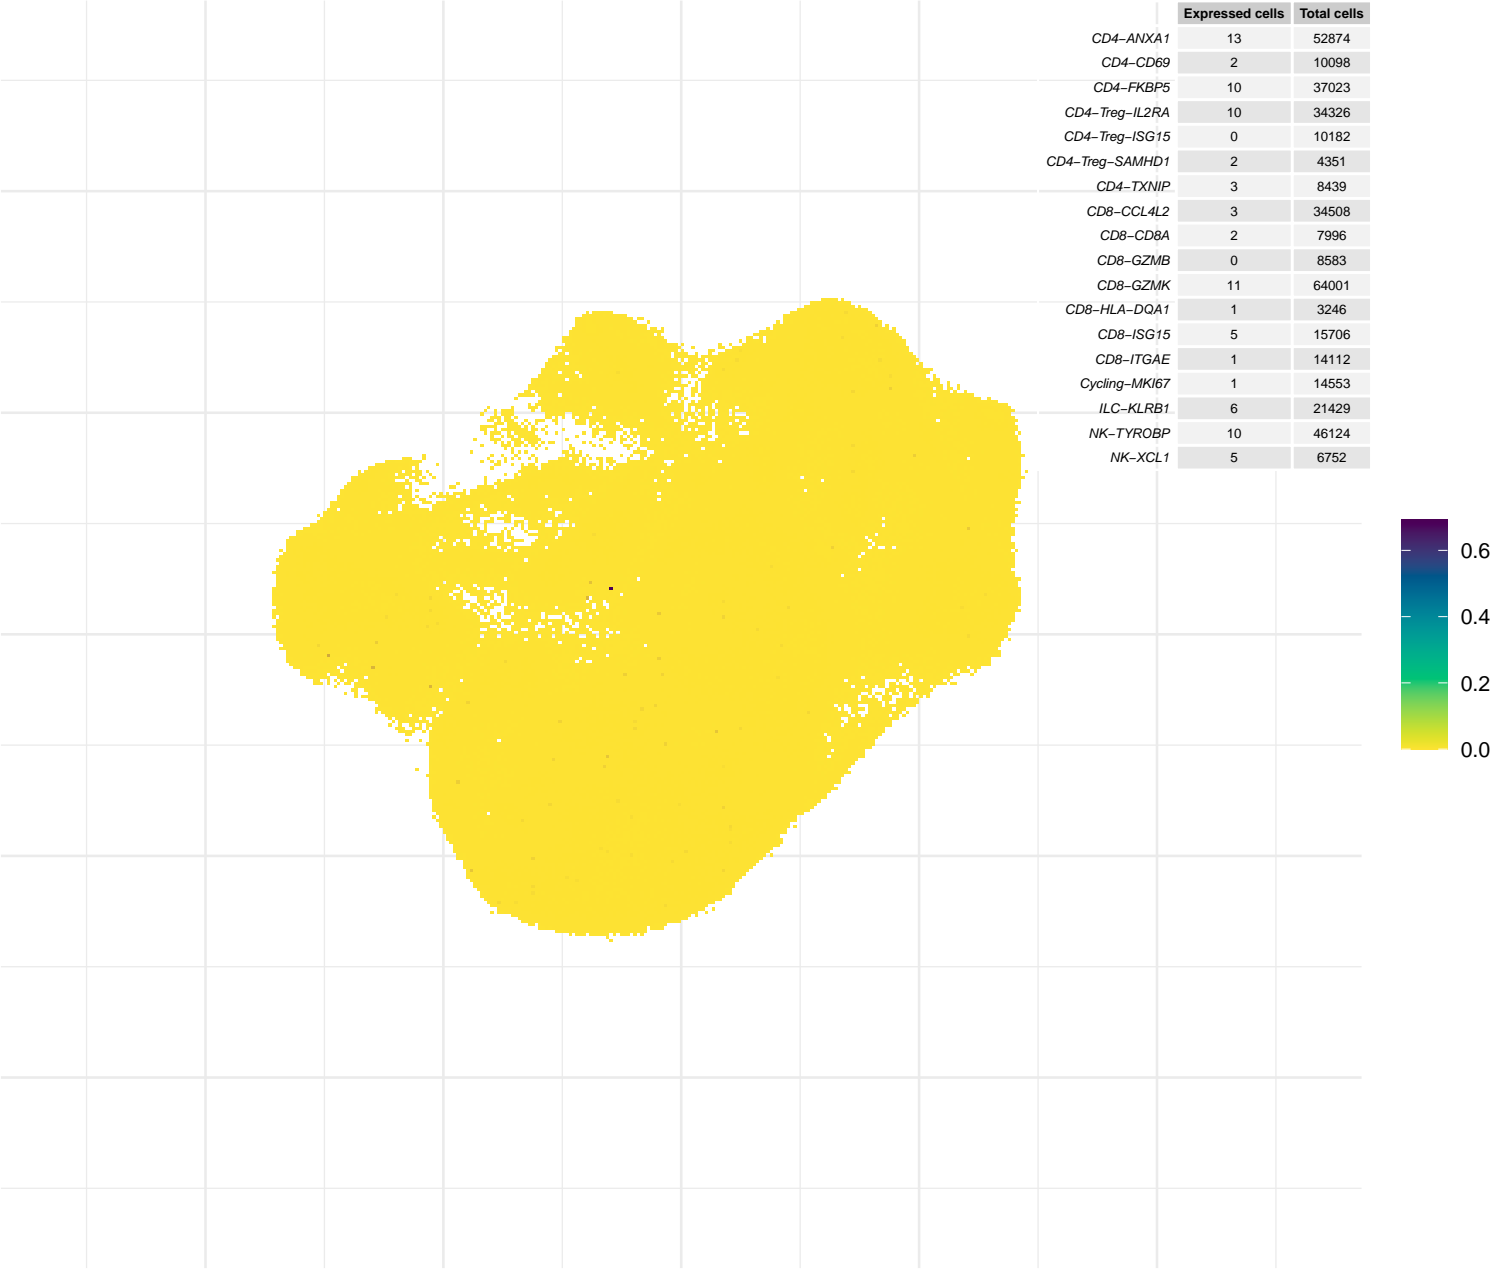 Expressed cells Total cells
CD4−ANXA1 13 52874
CD4−CD69 2 10098
CD4−FKBP5 10 37023
CD4−Treg−IL2RA 10 34326
CD4−Treg−ISG15 0 10182
CD4−Treg−SAMHD1 2 4351
CD4−TXNIP 3 8439
CD8−CCL4L2 3 34508
CD8−CD8A 2 7996
CD8−GZMB 0 8583
CD8−GZMK 11 64001
CD8−HLA−DQA1 1 3246
CD8−ISG15 5 15706
CD8−ITGAE 1 14112
Cycling−MKI67 1 14553
ILC−KLRB1 6 21429
NK−TYROBP 10 46124
NK−XCL1 5 6752
0.6
0.4
0.2
0.0